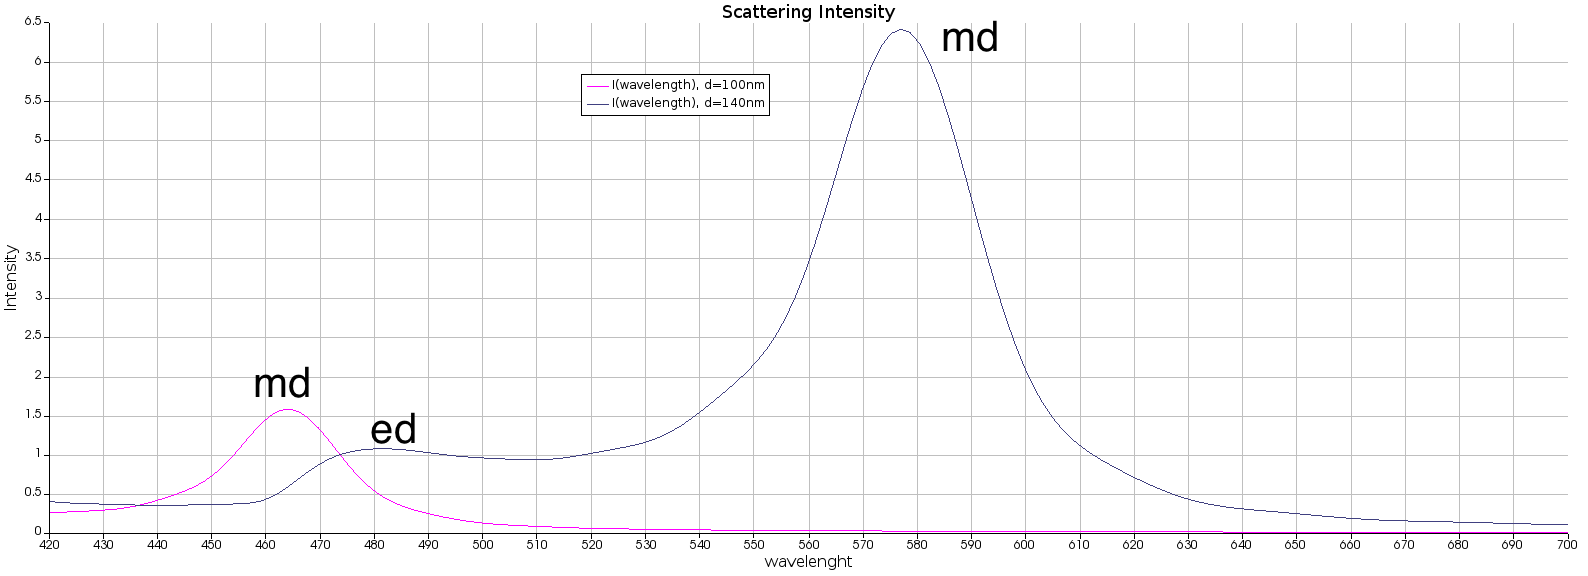 Scattering Intensity
6.5
6
5.5
5
4.5
4
3.5
3
2.5
2
1.5
1
0.5
0
Intensity
md
I(wavelength), d=100nm
I(wavelength), d=140nm
md
ed
420 430 440 450 460 470 480 490 500 510 520 530 540 550 560 570 580 590 600 610 620 630 640 650 660 670 680 690 700
wavelenght